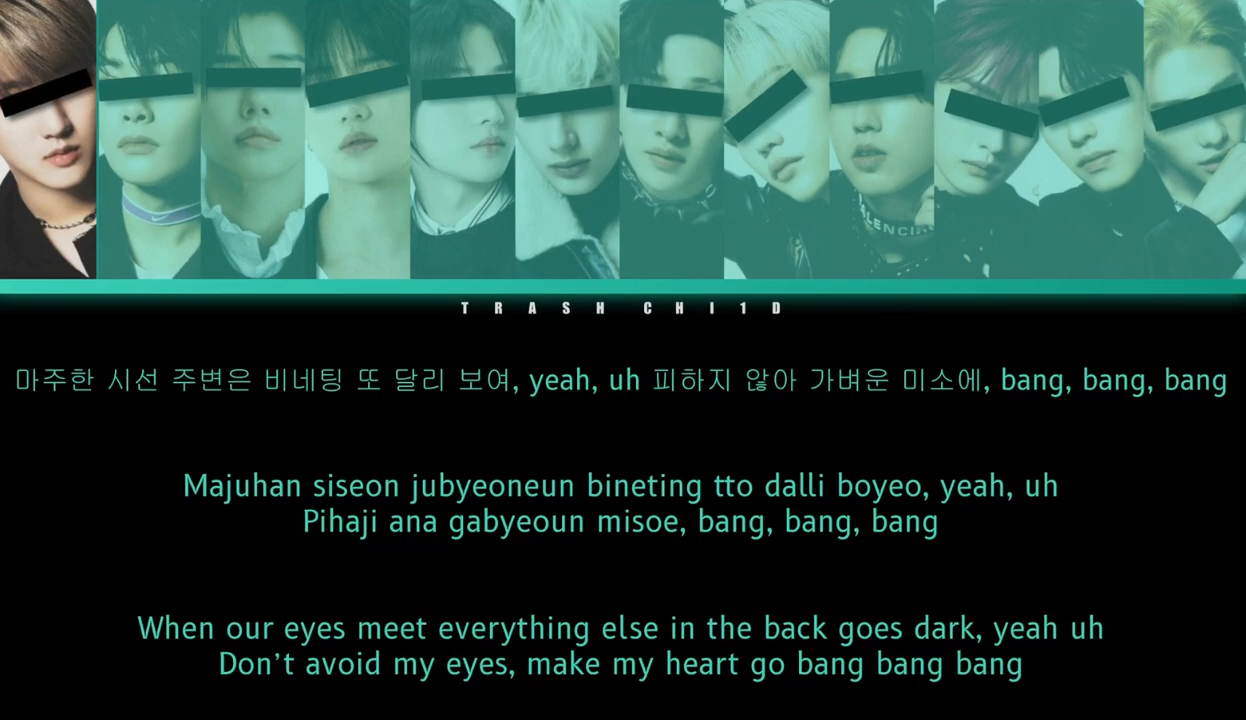 ALENCIA
T R A S H C H I 1 D
마주한 시선 주변은 비네팅 또 달리 보여, yeah, uh 피하지 않아 가벼운 미소에, bang, bang, bang
Majuhan siseon jubyeoneun bineting tto dalli boyeo, yeah, uh
Pihaji ana gabyeoun misoe, bang, bang, bang
When our eyes meet everything else in the back goes dark, yeah uh
Don’t avoid my eyes, make my heart go bang bang bang